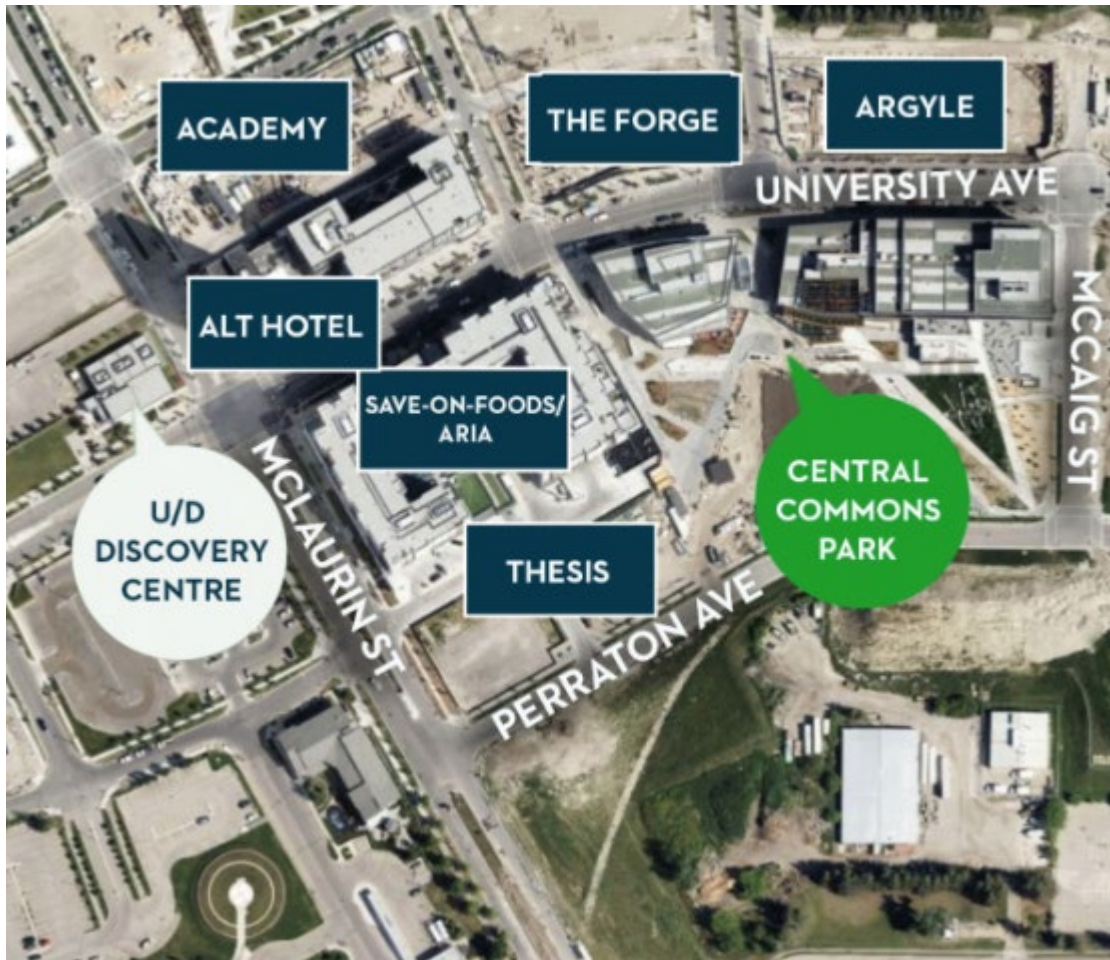 ACADEMY
THE FORGE
ARGYLE
UNIVERSITY AVE
ALT HOTEL
MCCAIG ST
SAVE-ON-FOODS/
ARIA
MCLAURIN ST
CENTRAL
COMMONS
PARK
U/D
DISCOVERY
CENTRE
THESIS
PERRATON AVE